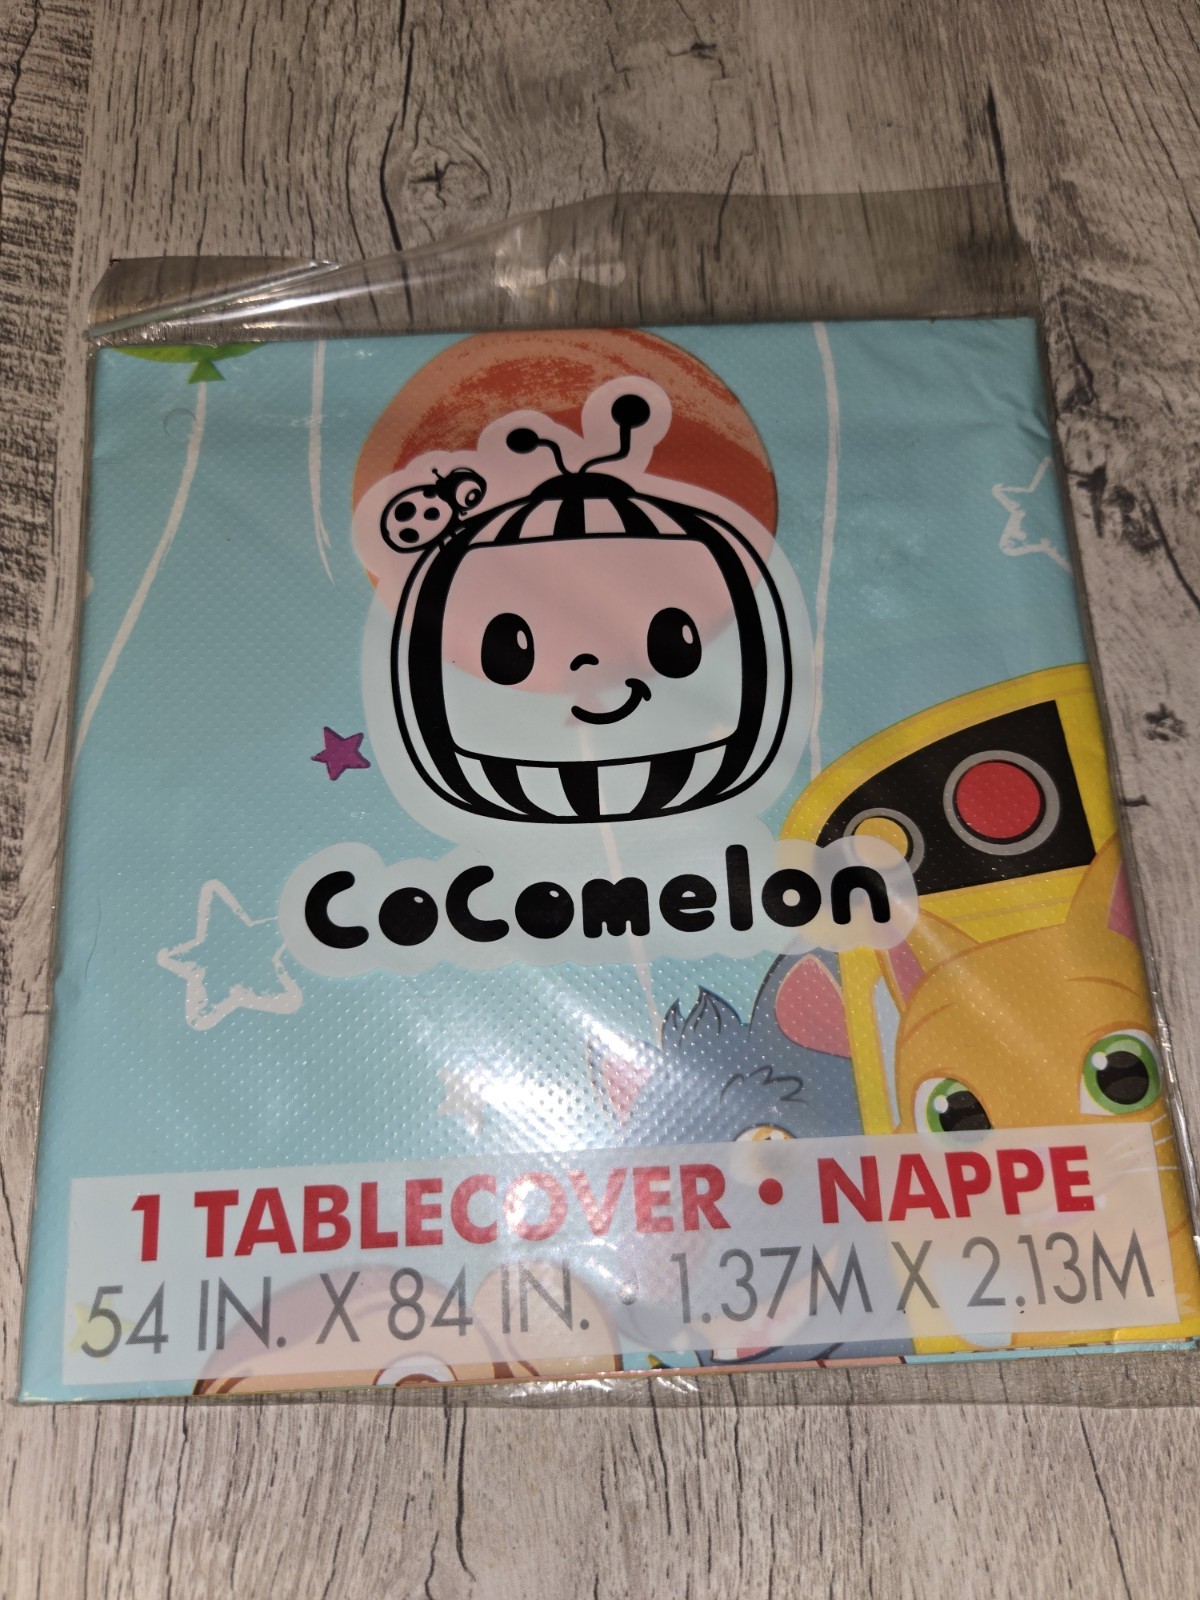 CoComelon
1 TABLECOVER • NAPPE
54 IN. X 84 IN. • 1.37M X 2.13M